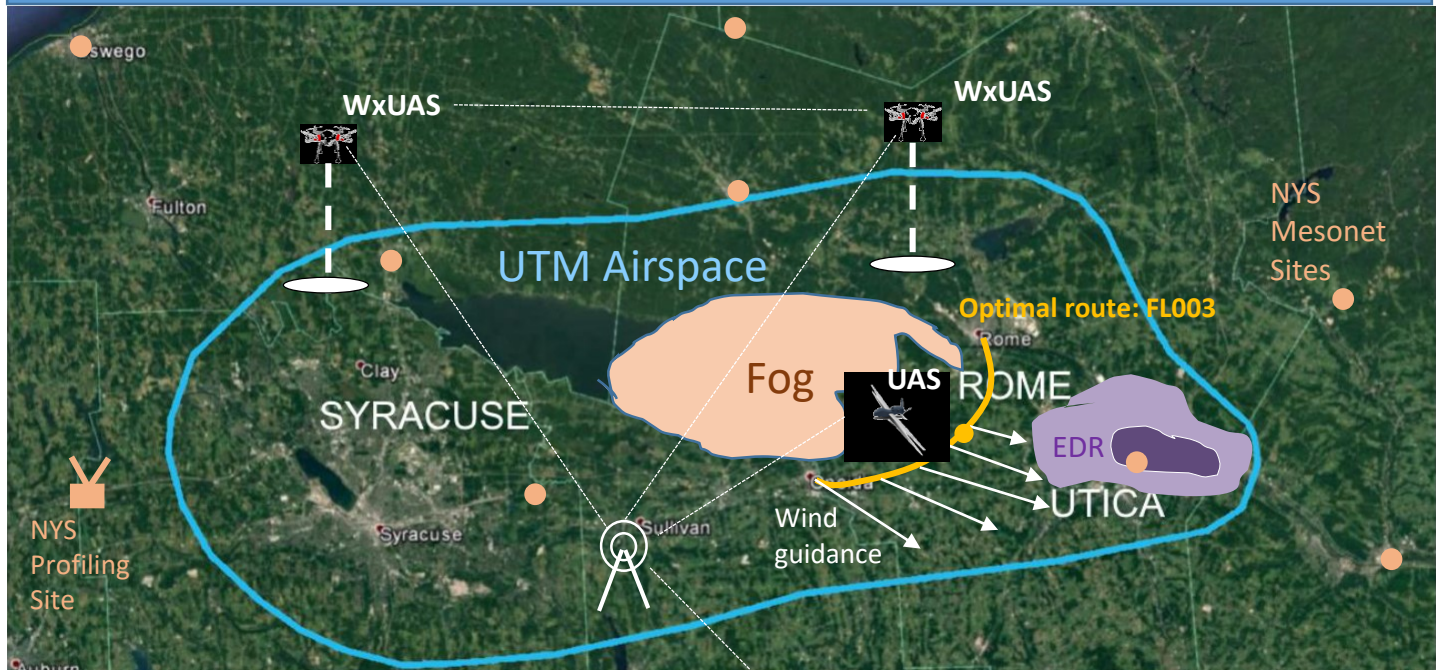 swego
WxUAS
WxUAS
Fulton
NYS
Mesonet
Sites
UTM Airspace
Optimal route: FL003
Rome
Clay
Fog
UAS
ROME
SYRACUSE
EDR
UTICA
Wind
guidance
Sullivan
Syracuse
NYS
Profiling
Site
Auburn